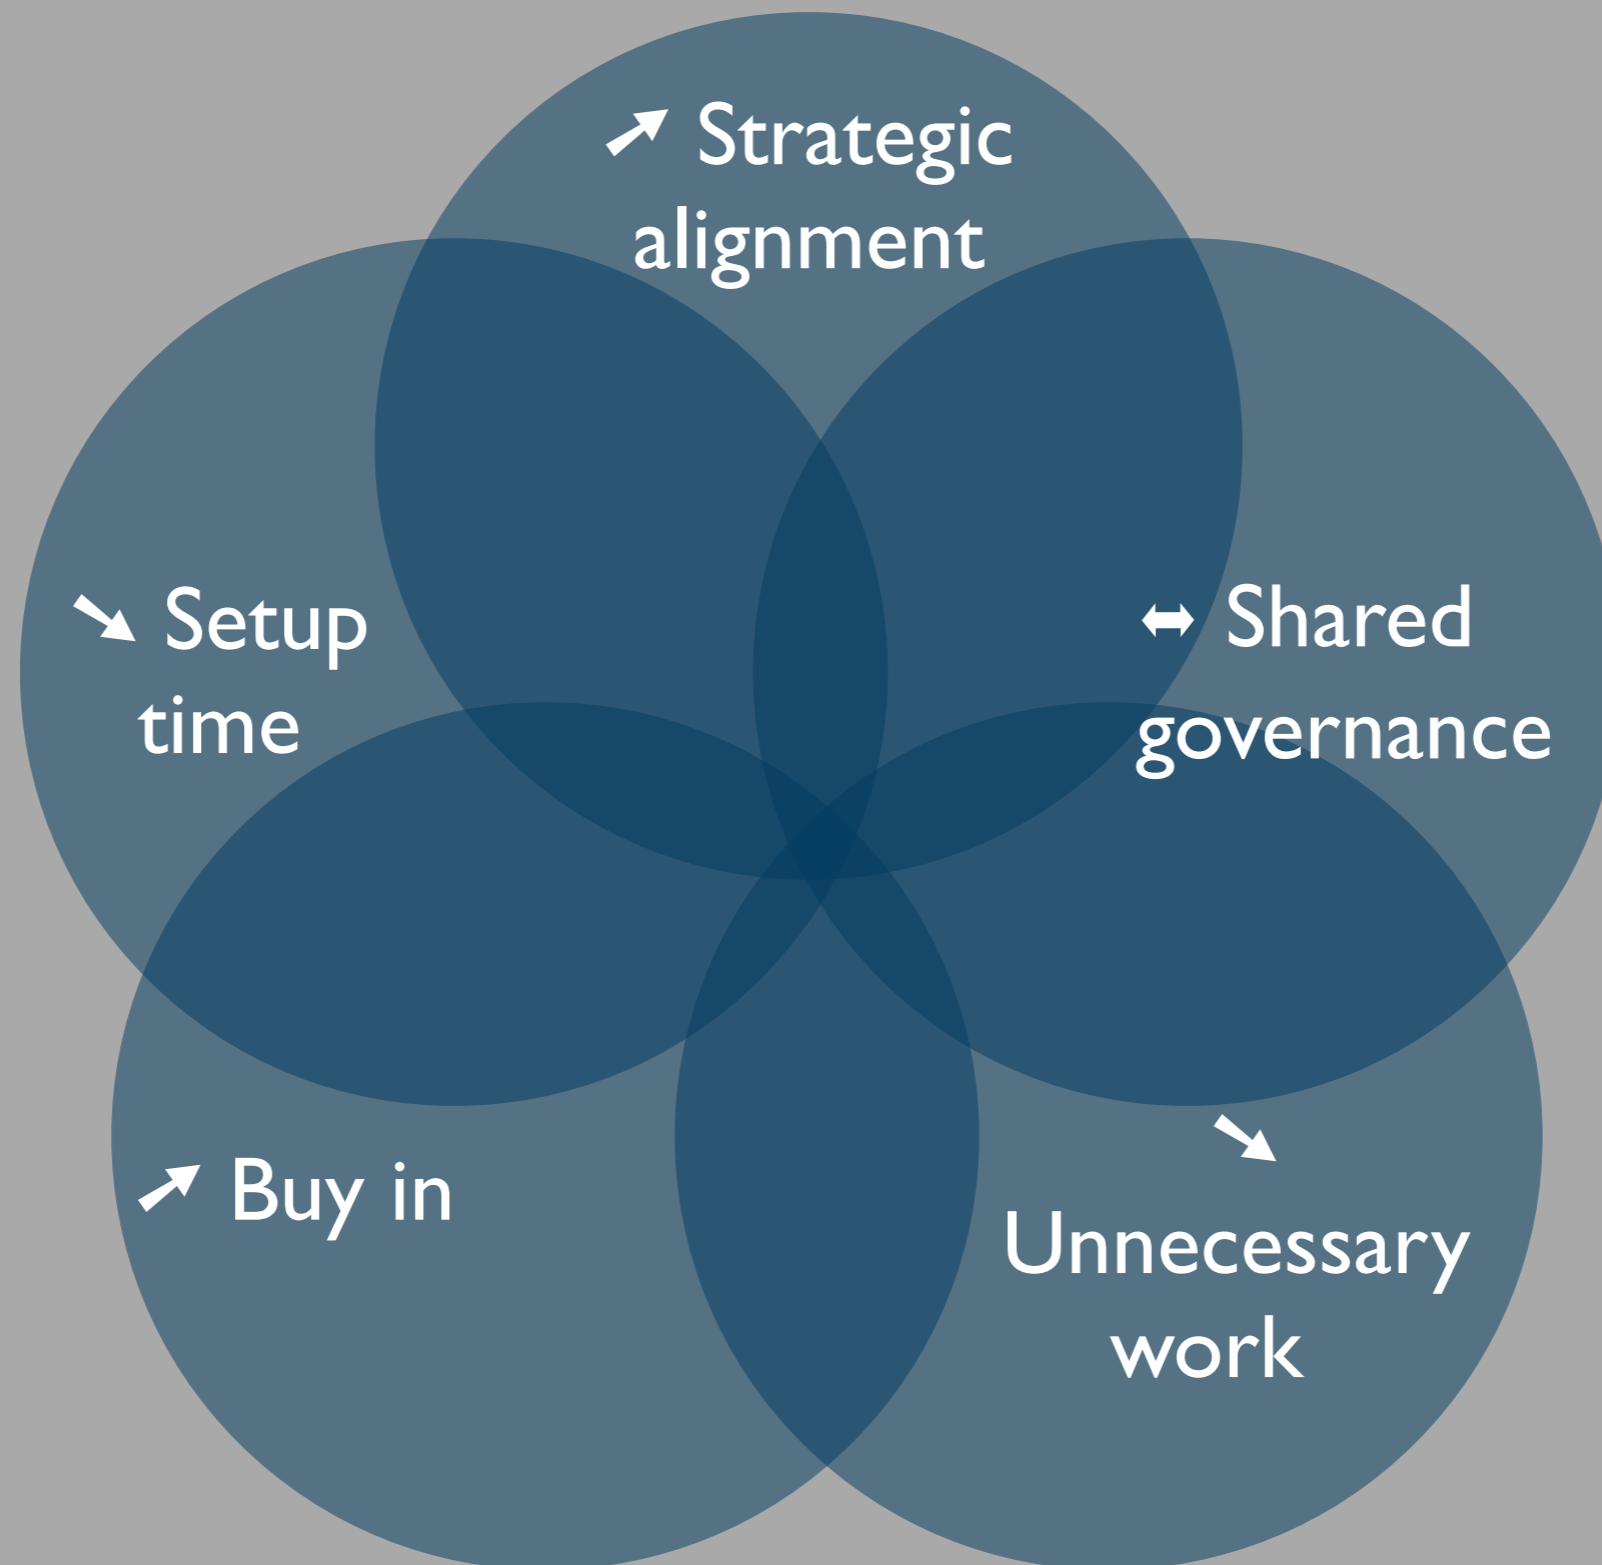 ➚ Strategic
alignment
➘ Setup
time
⬌ Shared
governance
➚ Buy in
➘
Unnecessary
work